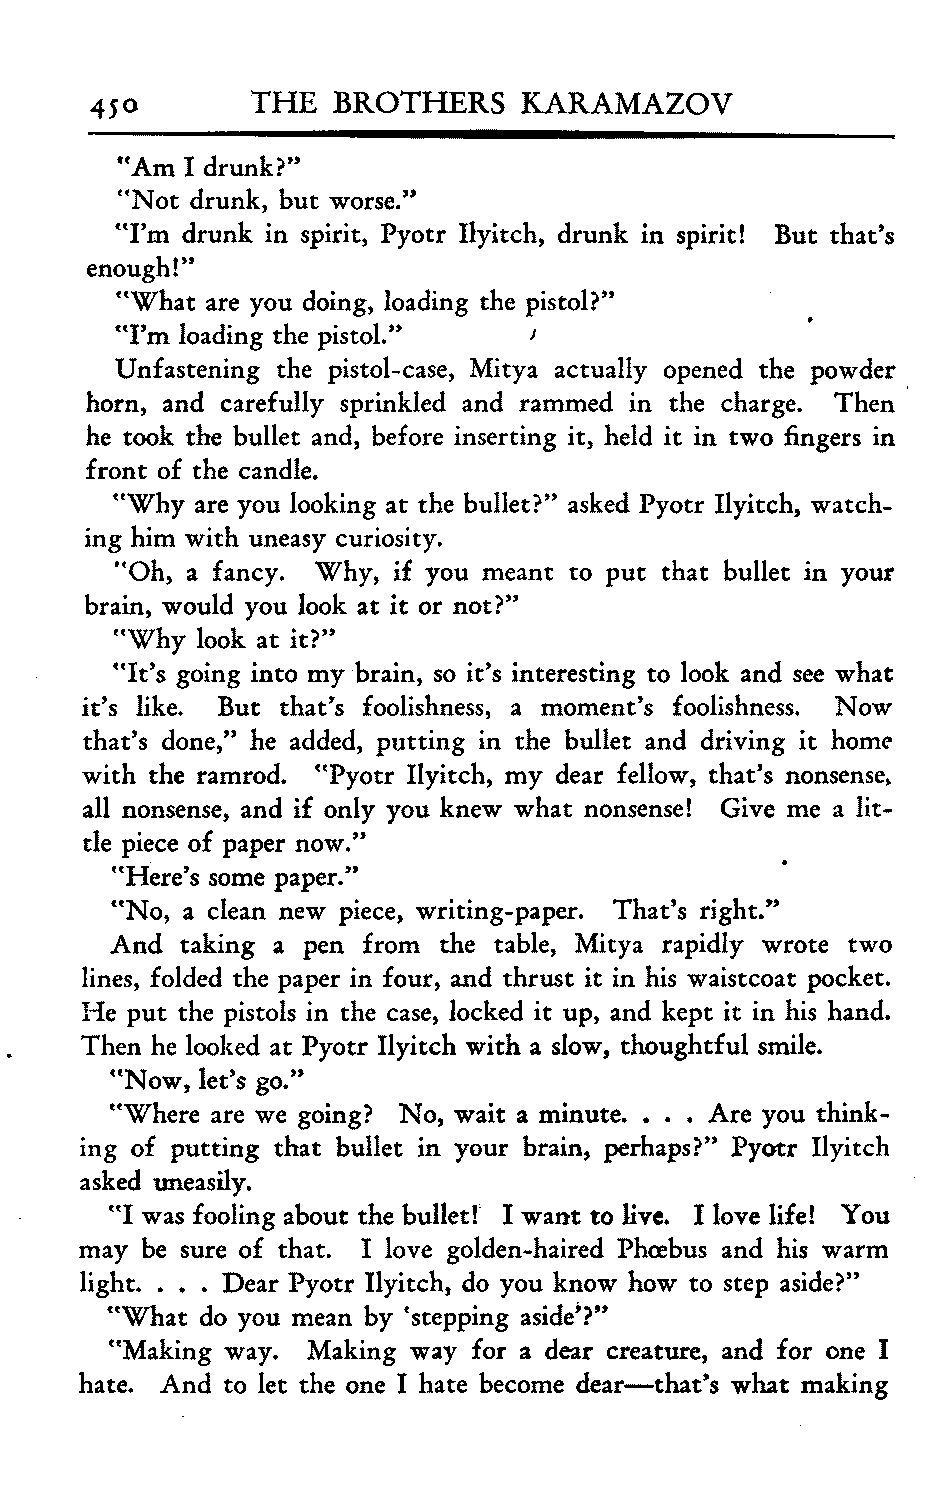 450 THE BROTHERS KARAMAZOV
"Am I drunk?"
"Not drunk, but worse."
"I'm drunk in spirit, Pyotr Ilyitch, drunk in spirit! But that's
enough!"
"What are you doing, loading the pistol?"
"I'm loading the pistol."
Unfastening the pistol-case, Mitya actually opened the powder
horn, and carefully sprinkled and rammed in the charge. Then
he took the bullet and, before inserting it, held it in two fingers in
front of the candle.
"Why are you looking at the bullet?" asked Pyotr Ilyitch, watch-
ing him with uneasy curiosity.
"Oh, a fancy. Why, if you meant to put that bullet in your
brain, would you look at it or not?"
"Why look at it?"
"It's going into my brain, so it's interesting to look and see what
it's like. But that's foolishness, a moment's foolishness. Now
that's done," he added, putting in the bullet and driving it home
with the ramrod. "Pyotr Ilyitch, my dear fellow, that's nonsense,
all nonsense, and if only you knew what nonsense! Give me a lit-
tle piece of paper now."
"Here's some paper."
"No, a clean new piece, writing-paper. That's right."
And taking a pen from the table, Mitya rapidly wrote two
lines, folded the paper in four, and thrust it in his waistcoat pocket.
He put the pistols in the case, locked it up, and kept it in his hand.
Then he looked at Pyotr Ilyitch with a slow, thoughtful smile.
"Now, let's go."
"Where are we going? No, wait a minute. . . . Are you think-
ing of putting that bullet in your brain, perhaps?" Pyotr Ilyitch
asked uneasily.
"I was fooling about the bullet! I want to live. I love life! You
may be sure of that. I love golden-haired Phœbus and his warm
light. . . . Dear Pyotr Ilyitch, do you know how to step aside?"
"What do you mean by 'stepping aside'?"
"Making way. Making way for a dear creature, and for one I
hate. And to let the one I hate become dear—that's what making